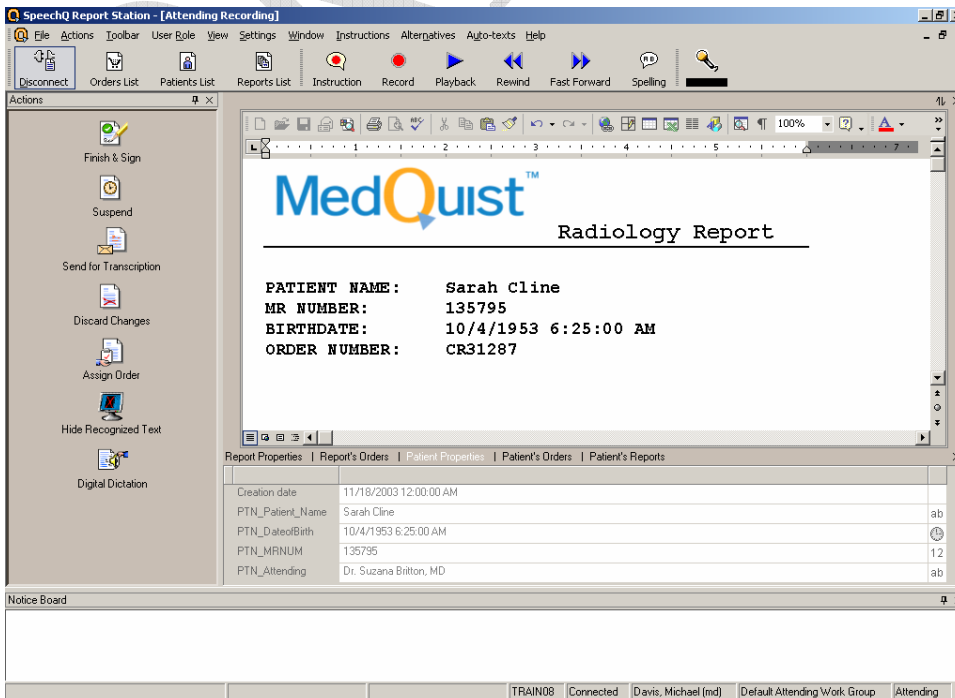 SpeechQ Report Station - [Attending Recording]
File Actions Toolbar User Role View Settings Window Instructions Alternatives Auto-texts Help
Disconnect Orders List Patients List Reports List Instruction Record Playback Rewind Fast Forward Spelling
Actions
Finish & Sign
Suspend
Send for Transcription
Discard Changes
Assign Order
Hide Recognized Text
Digital Dictation
100%
1 2 3 4 5 7
MedQuist™
Radiology Report
PATIENT NAME: Sarah Cline
MR NUMBER: 135795
BIRTHDATE: 10/4/1953 6:25:00 AM
ORDER NUMBER: CR31287
Report Properties | Report's Orders | Patient Properties | Patient's Orders | Patient's Reports
Creation date 11/18/2003 12:00:00 AM
PTN_Patient_Name Sarah Cline ab
PTN_DateofBirth 10/4/1953 6:25:00 AM
PTN_MRNUM 135795 12
PTN_Attending Dr. Suzana Britton, MD ab
Notice Board
TRAIN08 Connected Davis, Michael (md) Default Attending Work Group Attending